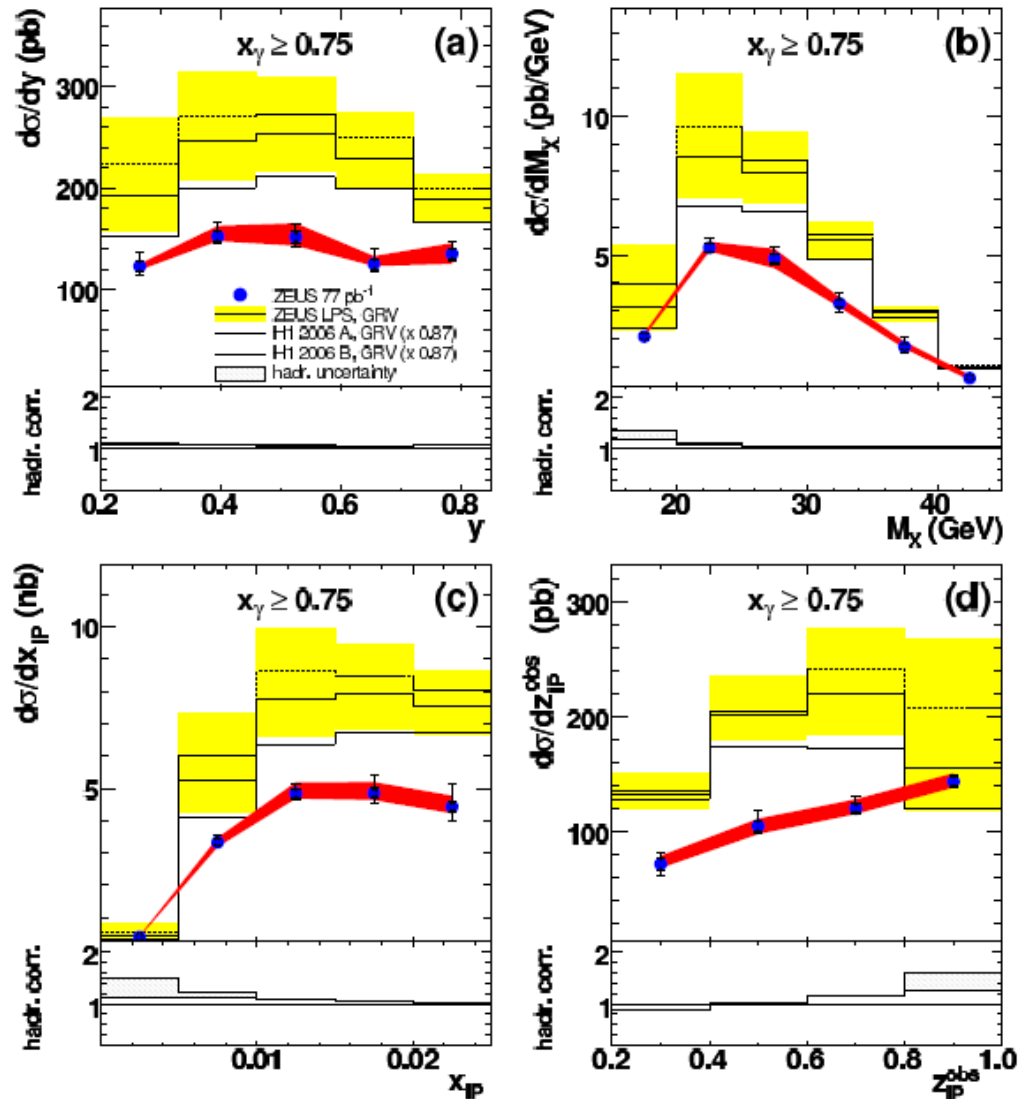 dσ/dy (pb)
x_γ ≥ 0.75
(a)
300
200
100
ZEUS 77 pb⁻¹
ZEUS LPS, GRV
H1 2006 A, GRV (x 0.87)
H1 2006 B, GRV (x 0.87)
hadr. uncertainty
hadr. corr.
2
1
0.2 0.4 0.6 0.8
y
dσ/dM_X (pb/GeV)
x_γ ≥ 0.75
(b)
10
5
hadr. corr.
2
1
20 30 40
M_X (GeV)
dσ/dx_IP (nb)
x_γ ≥ 0.75
(c)
10
5
hadr. corr.
2
1
0.01 0.02
x_IP
dσ/dz_IP^obs (pb)
x_γ ≥ 0.75
(d)
300
200
100
hadr. corr.
2
1
0.2 0.4 0.6 0.8 1.0
z_IP^obs